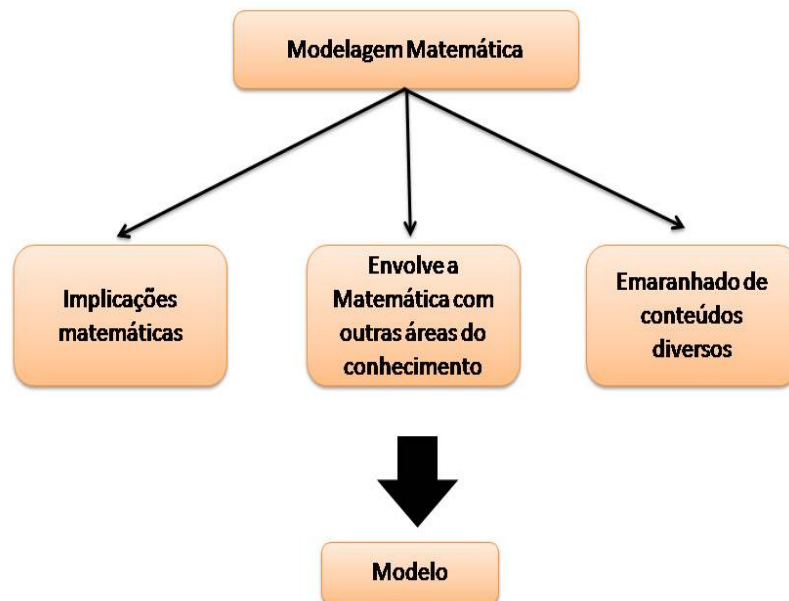 Modelagem Matemática
Implicações
matemáticas
Envolve a
Matemática com
outras áreas do
conhecimento
Emaranhado de
conteúdos
diversos
Modelo